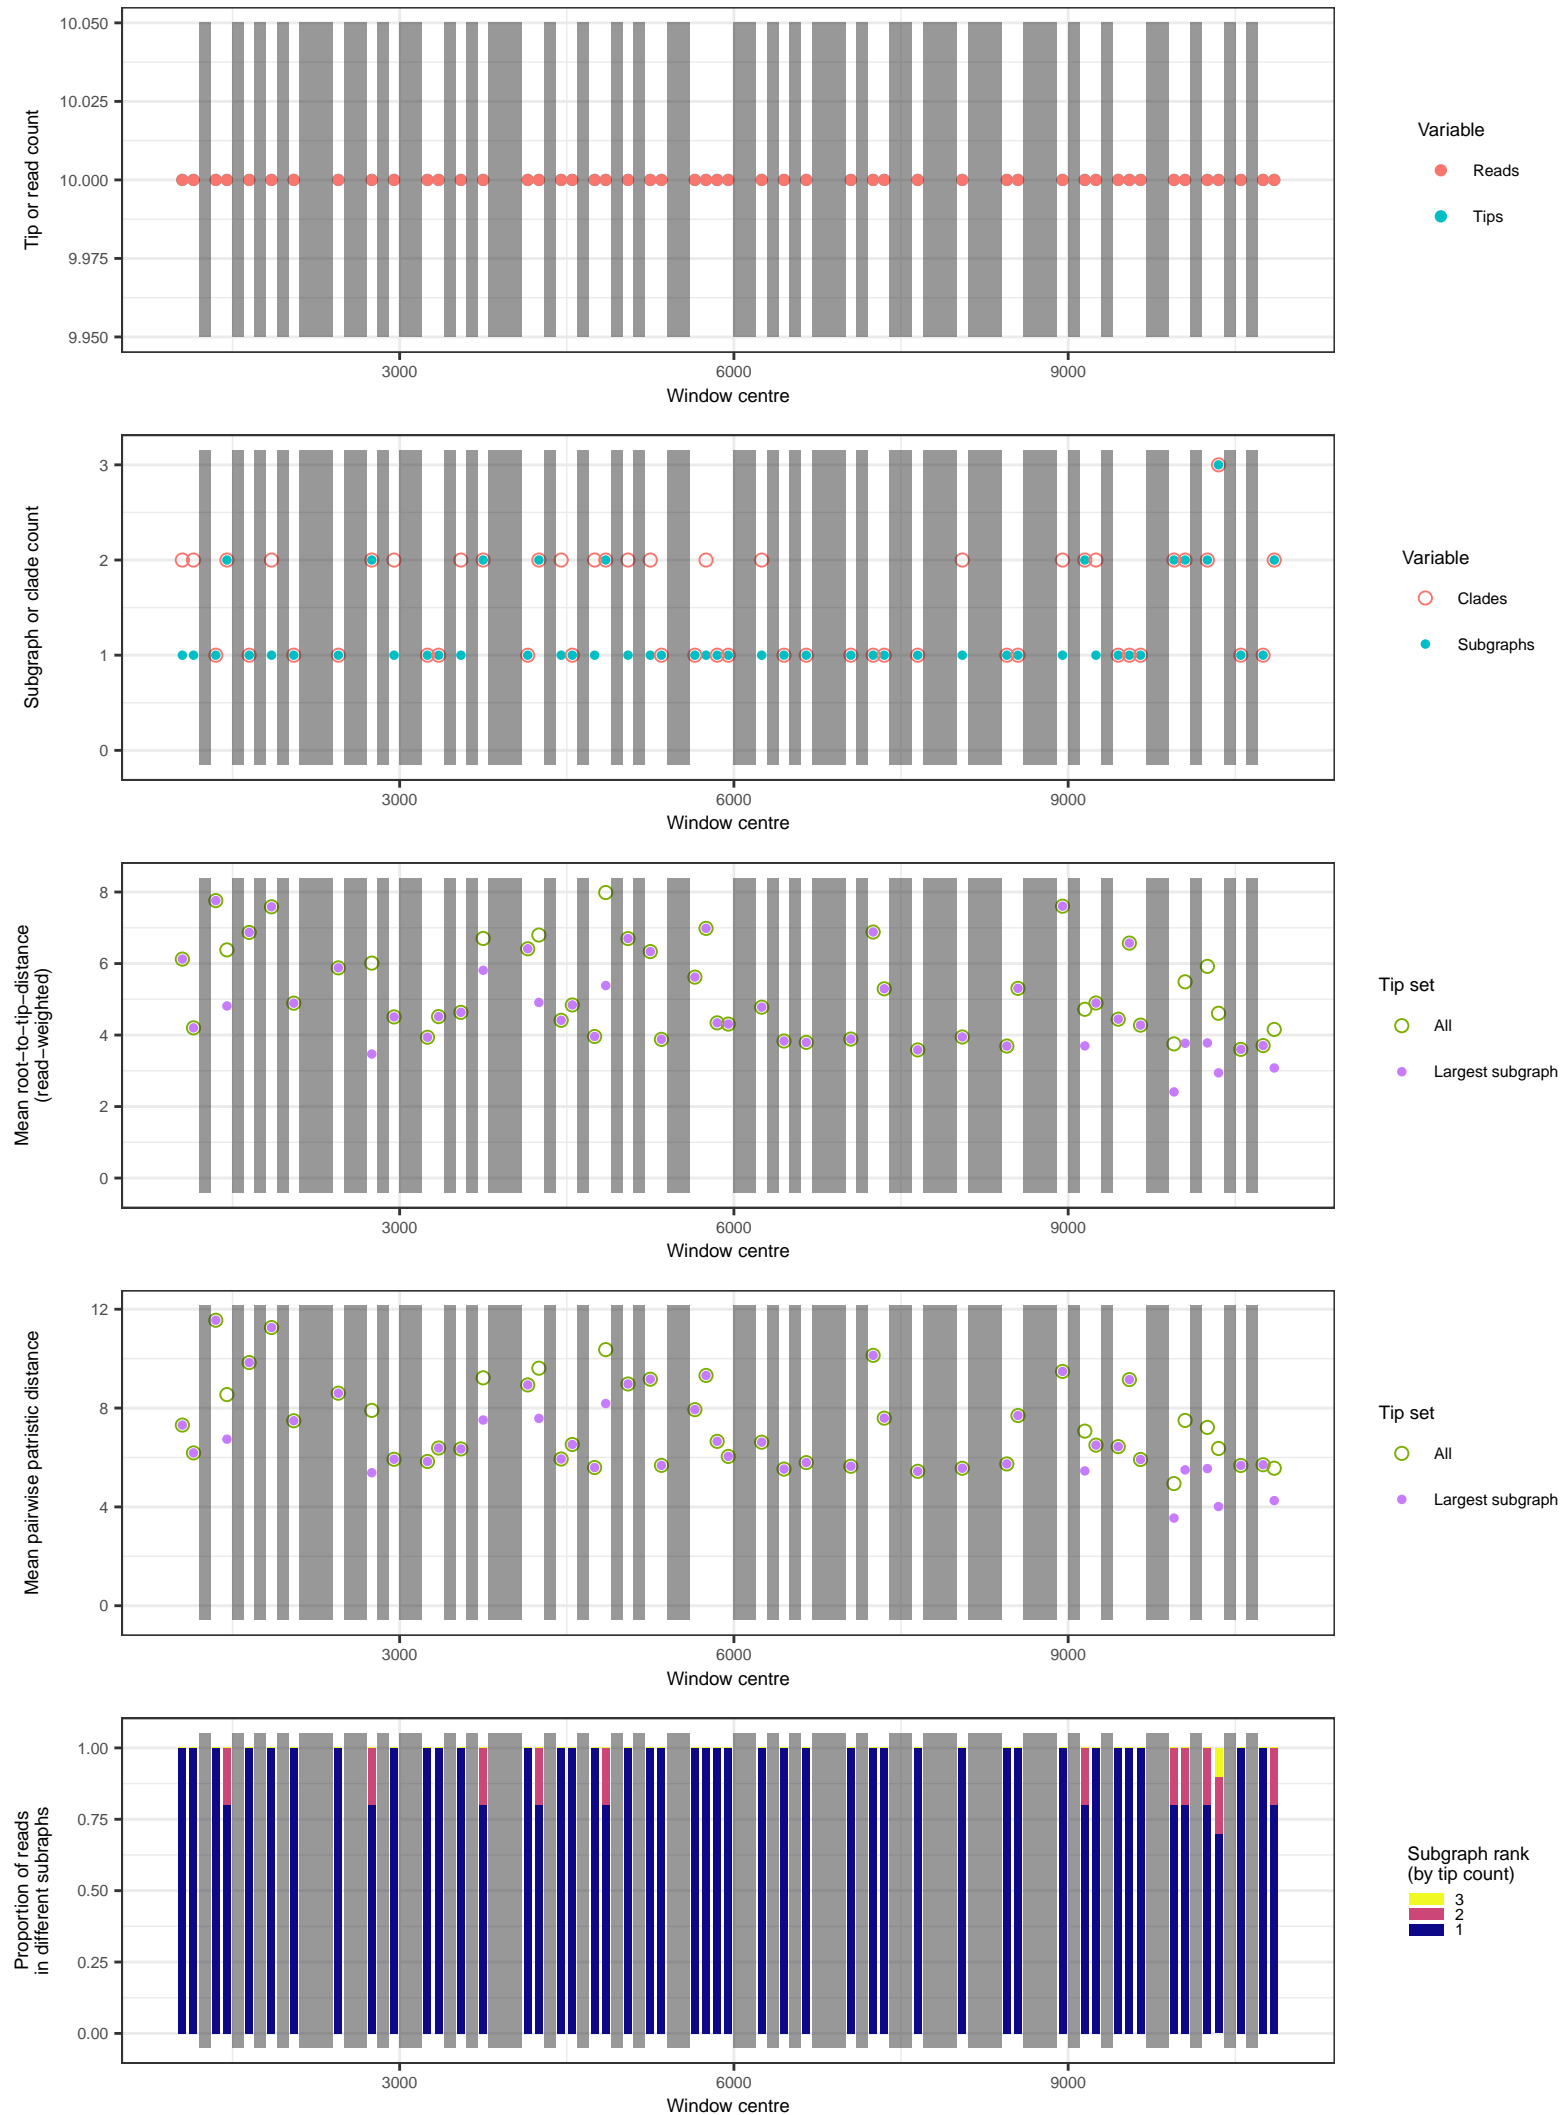 10.050
10.025
10.000
9.975
9.950
Tip or read count
3000
6000
9000
Window centre
Variable
Reads
Tips
3
2
1
0
Subgraph or clade count
3000
6000
9000
Window centre
Variable
Clades
Subgraphs
8
6
4
2
0
Mean root−to−tip−distance
(read−weighted)
3000
6000
9000
Window centre
Tip set
All
Largest subgraph
12
8
4
0
Mean pairwise patristic distance
3000
6000
9000
Window centre
Tip set
All
Largest subgraph
1.00
0.75
0.50
0.25
0.00
Proportion of reads
in different subraphs
3000
6000
9000
Window centre
Subgraph rank
(by tip count)
3
2
1